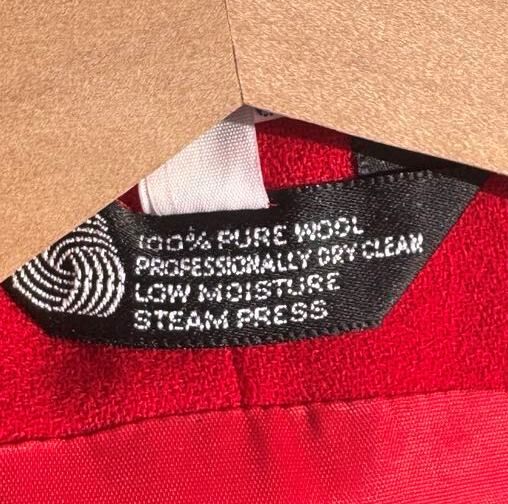 100% PURE WOOL
PROFESSIONALLY DRY CLEAN
LOW MOISTURE
STEAM PRESS